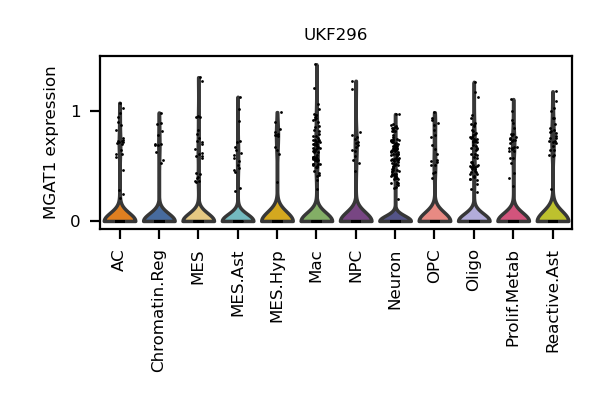 UKF296
MGAT1 expression
1
0
AC
Chromatin.Reg
MES
MES.Ast
MES.Hyp
Mac
NPC
Neuron
OPC
Oligo
Prolif.Metab
Reactive.Ast